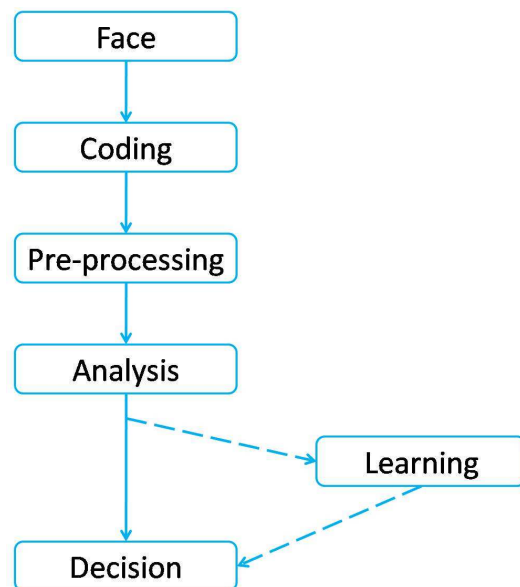 Face
Coding
Pre-processing
Analysis
Learning
Decision